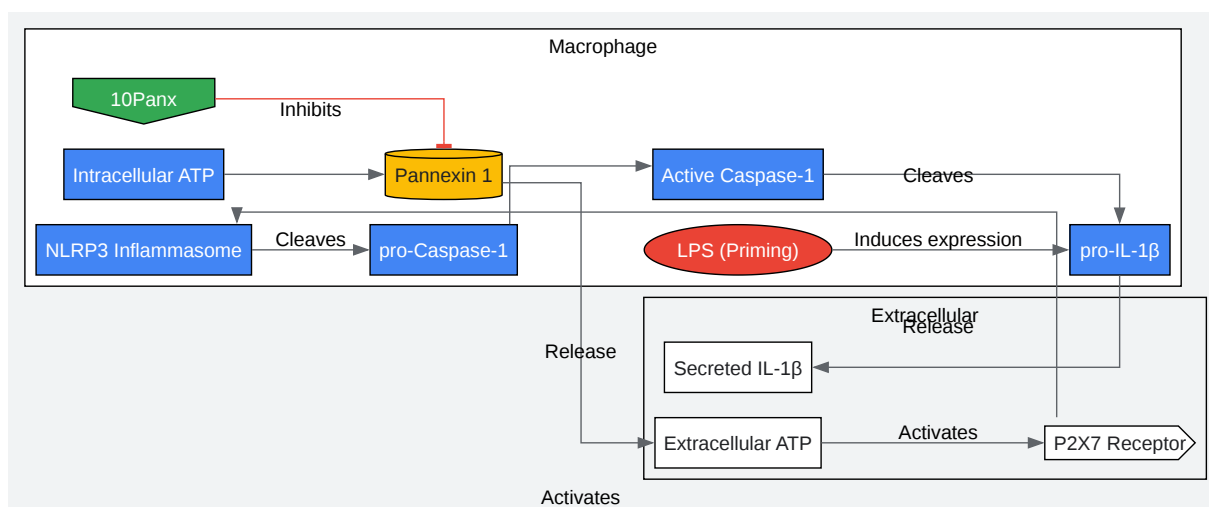 Macrophage
10Panx
Inhibits
Intracellular ATP
Pannexin 1
Active Caspase-1
Cleaves
NLRP3 Inflammasome
Cleaves
pro-Caspase-1
LPS (Priming)
Induces expression
pro-IL-1β
Extracellular
Release
Release
Secreted IL-1β
Extracellular ATP
Activates
P2X7 Receptor
Activates